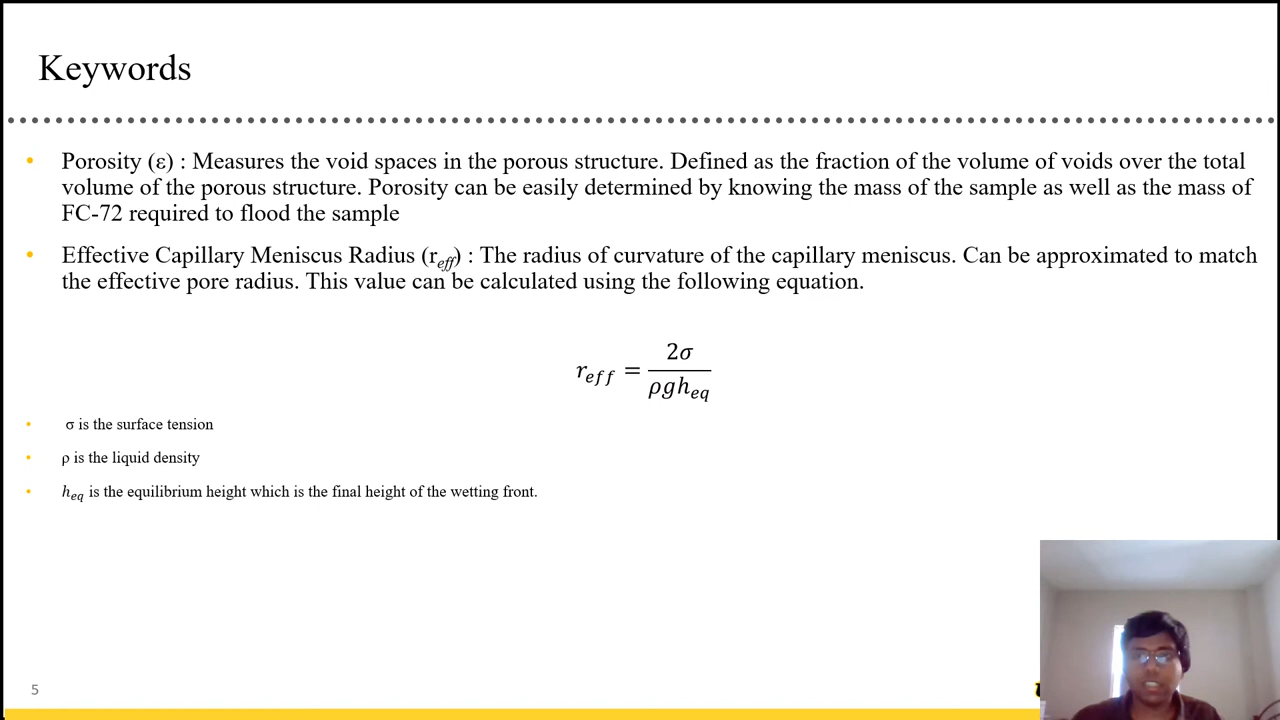 Keywords
• Porosity (ε) : Measures the void spaces in the porous structure. Defined as the fraction of the volume of voids over the total
volume of the porous structure. Porosity can be easily determined by knowing the mass of the sample as well as the mass of
FC-72 required to flood the sample
• Effective Capillary Meniscus Radius (r_eff) : The radius of curvature of the capillary meniscus. Can be approximated to match
the effective pore radius. This value can be calculated using the following equation.
r_eff = 2σ / ρgh_eq
• σ is the surface tension
• ρ is the liquid density
• h_eq is the equilibrium height which is the final height of the wetting front.
5